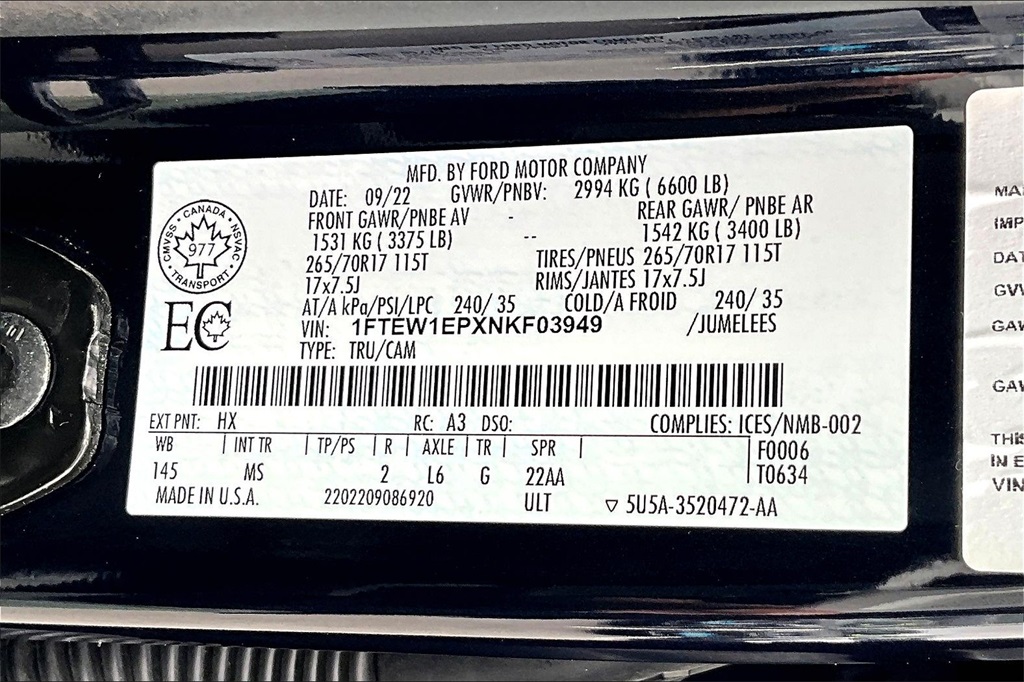 MFD. BY FORD MOTOR COMPANY
DATE: 09/22 GVWR/PNBV: 2994 KG ( 6600 LB)
FRONT GAWR/PNBE AV - REAR GAWR/ PNBE AR
1531 KG ( 3375 LB) -- 1542 KG ( 3400 LB)
265/70R17 115T TIRES/PNEUS 265/70R17 115T
17x7.5J RIMS/JANTES 17x7.5J
AT/A kPa/PSI/LPC 240/ 35 COLD/A FROID 240/ 35
VIN: 1FTEW1EPXNKF03949 /JUMELEES
TYPE: TRU/CAM
CANADA
CMVSS NSVAC
977
TRANSPORT
EC
EXT PNT: HX RC: A3 DSO: COMPLIES: ICES/NMB-002
WB | INT TR | TP/PS | R | AXLE | TR | SPR | F0006
145 MS 2 L6 G 22AA T0634
MADE IN U.S.A. 2202209086920 ULT ▽ 5U5A-3520472-AA
MA
IMP
DAT
GV
GAW
GAW
THIS
IN E
VIN